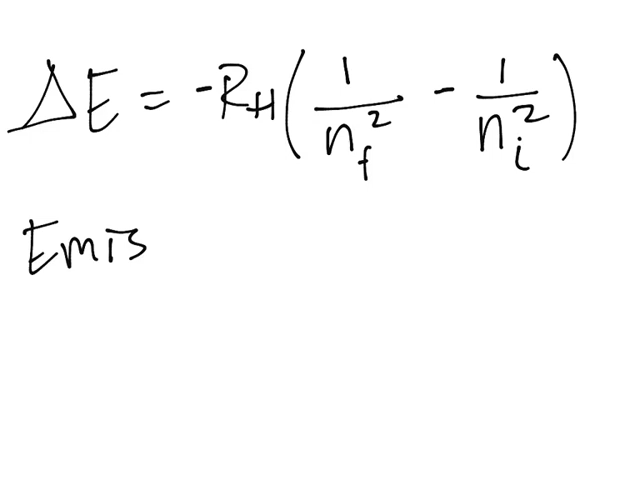 ΔE = -R_H(1/n_f² - 1/n_i²)
Emis